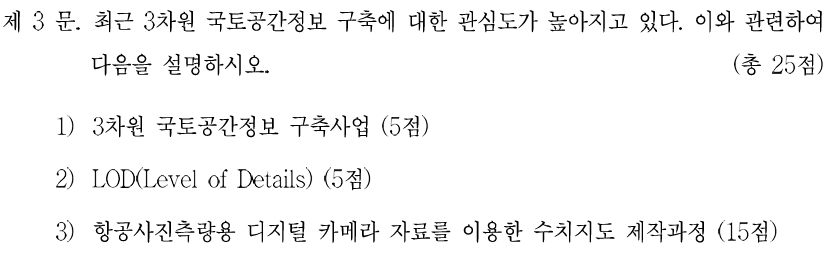 제 3 문. 최근 3차원 국토공간정보 구축에 대한 관심도가 높아지고 있다. 이와 관련하여
다음을 설명하시오. (총 25점)
1) 3차원 국토공간정보 구축사업 (5점)
2) LOD(Level of Details) (5점)
3) 항공사진측량용 디지털 카메라 자료를 이용한 수치지도 제작과정 (15점)